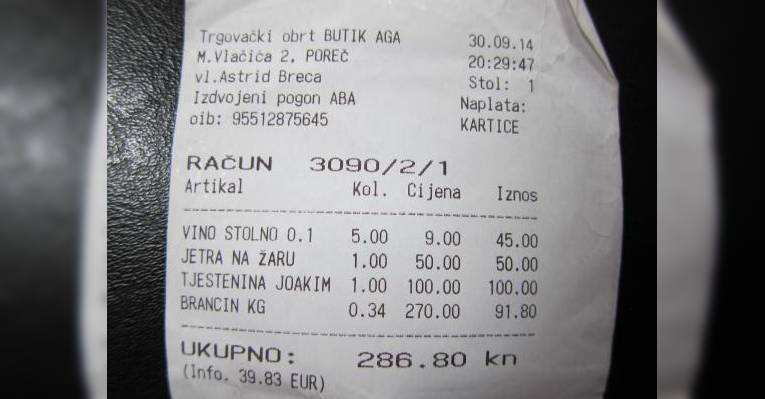 Trgovački obrt BUTIK AGA 30.09.14
M.Vlačića 2, POREČ 20:29:47
vl.Astrid Breca Stol: 1
Izdvojeni pogon ABA Naplata:
oib: 95512875645 KARTICE
RAČUN 3090/2/1
Artikal Kol. Cijena Iznos
VINO STOLNO 0.1 5.00 9.00 45.00
JETRA NA ŽARU 1.00 50.00 50.00
TJESTENINA JOAKIM 1.00 100.00 100.00
BRANCIN KG 0.34 270.00 91.80
UKUPNO: 286.80 kn
(Info. 39.83 EUR)